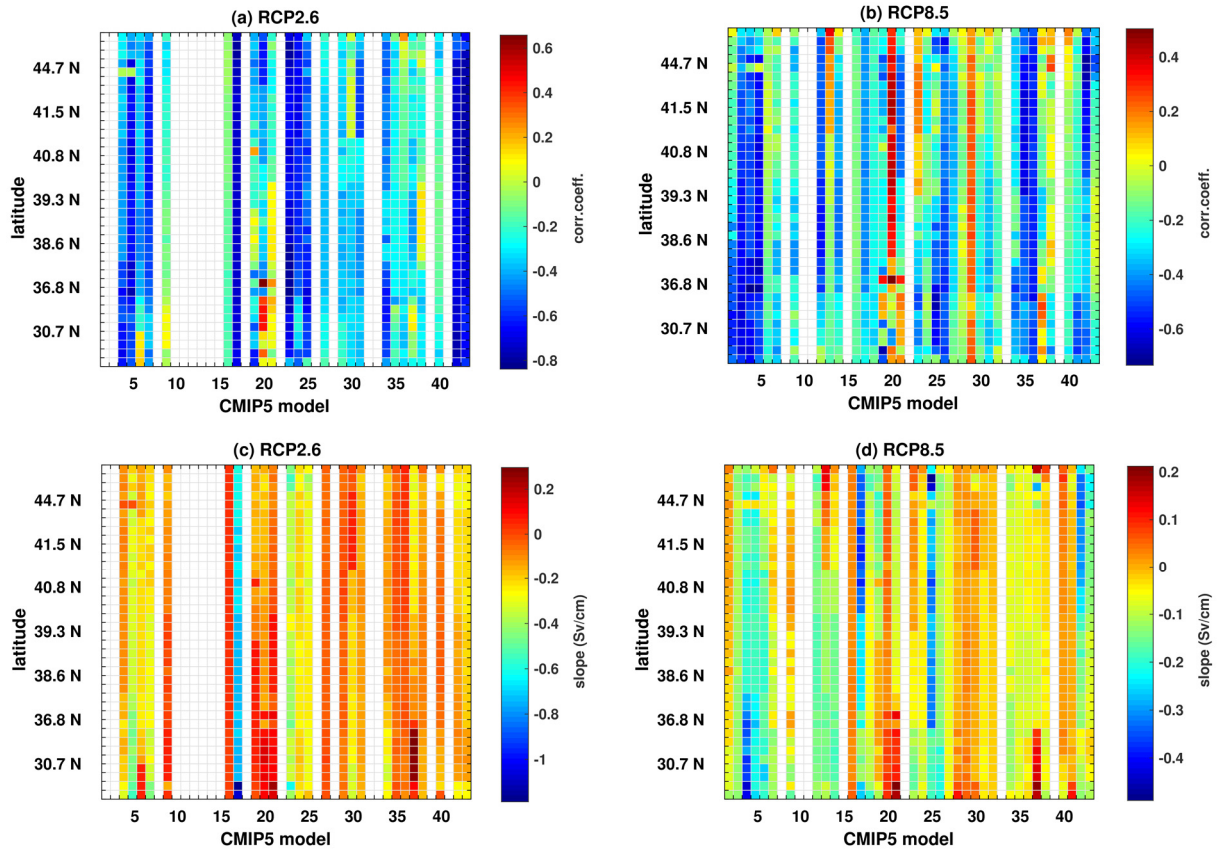 (a) RCP2.6
44.7 N
41.5 N
40.8 N
39.3 N
38.6 N
36.8 N
30.7 N
latitude
5 10 15 20 25 30 35 40
CMIP5 model
0.6
0.4
0.2
0
-0.2
-0.4
-0.6
-0.8
corr.coeff.
(b) RCP8.5
44.7 N
41.5 N
40.8 N
39.3 N
38.6 N
36.8 N
30.7 N
latitude
5 10 15 20 25 30 35 40
CMIP5 model
0.4
0.2
0
-0.2
-0.4
-0.6
corr.coeff.
(c) RCP2.6
44.7 N
41.5 N
40.8 N
39.3 N
38.6 N
36.8 N
30.7 N
latitude
5 10 15 20 25 30 35 40
CMIP5 model
0.2
0
-0.2
-0.4
-0.6
-0.8
-1
slope (Sv/cm)
(d) RCP8.5
44.7 N
41.5 N
40.8 N
39.3 N
38.6 N
36.8 N
30.7 N
latitude
5 10 15 20 25 30 35 40
CMIP5 model
0.2
0.1
0
-0.1
-0.2
-0.3
-0.4
slope (Sv/cm)